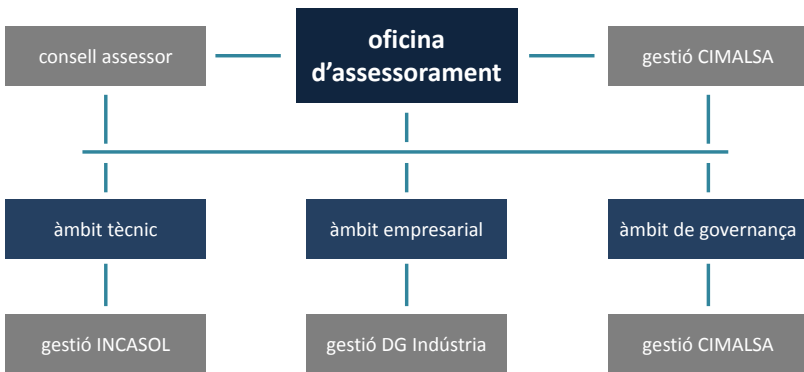 consell assessor
oficina
d'assessorament
gestió CIMALSA
àmbit tècnic
àmbit empresarial
àmbit de governança
gestió INCASOL
gestió DG Indústria
gestió CIMALSA